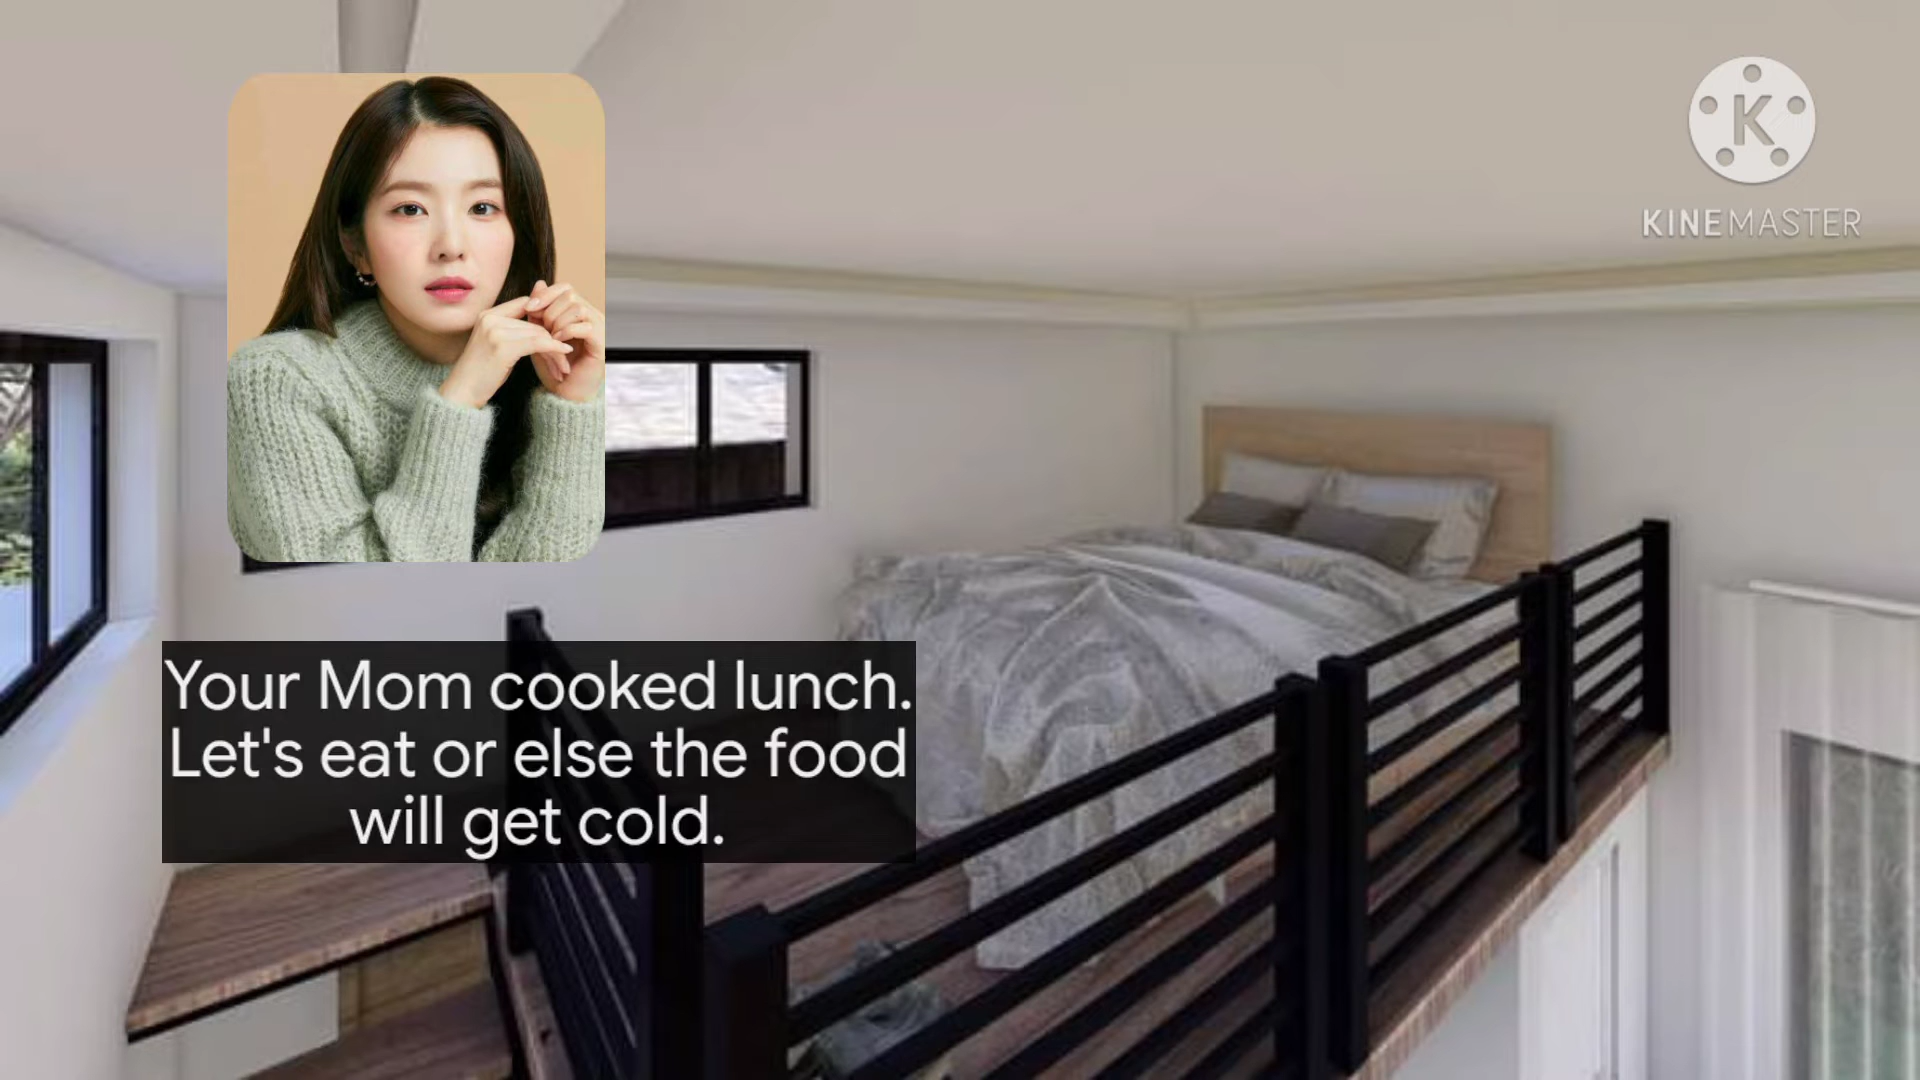 K
KINEMASTER
Your Mom cooked lunch.
Let's eat or else the food
will get cold.